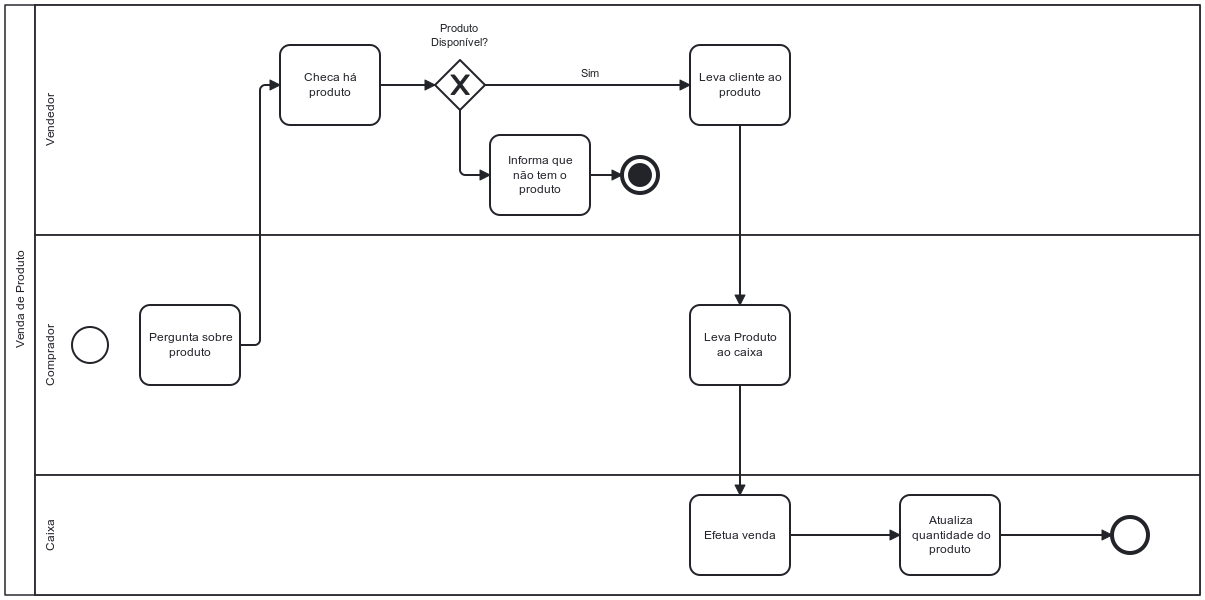 Venda de Produto
Vendedor
Produto
Disponível?
Checa há
produto
Sim
Leva cliente ao
produto
Informa que
não tem o
produto
Comprador
Pergunta sobre
produto
Leva Produto
ao caixa
Caixa
Efetua venda
Atualiza
quantidade do
produto